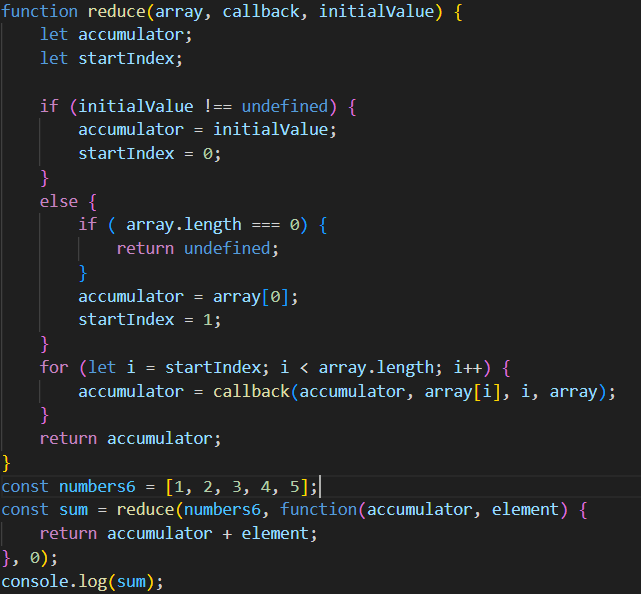 function reduce(array, callback, initialValue) {
    let accumulator;
    let startIndex;

    if (initialValue !== undefined) {
        accumulator = initialValue;
        startIndex = 0;
    }
    else {
        if ( array.length === 0) {
            return undefined;
        }
        accumulator = array[0];
        startIndex = 1;
    }
    for (let i = startIndex; i < array.length; i++) {
        accumulator = callback(accumulator, array[i], i, array);
    }
    return accumulator;
}
const numbers6 = [1, 2, 3, 4, 5];
const sum = reduce(numbers6, function(accumulator, element) {
    return accumulator + element;
}, 0);
console.log(sum);